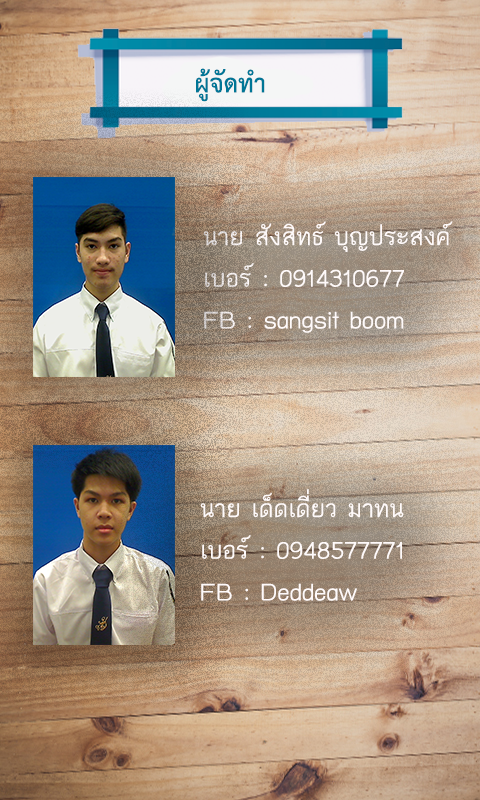 ผู้จัดทำ
นาย สังสิทธ์ บุญประสงค์
เบอร์ : 0914310677
FB : sangsit boom
นาย เด็ดเดี่ยว มาทน
เบอร์ : 0948577771
FB : Deddeaw